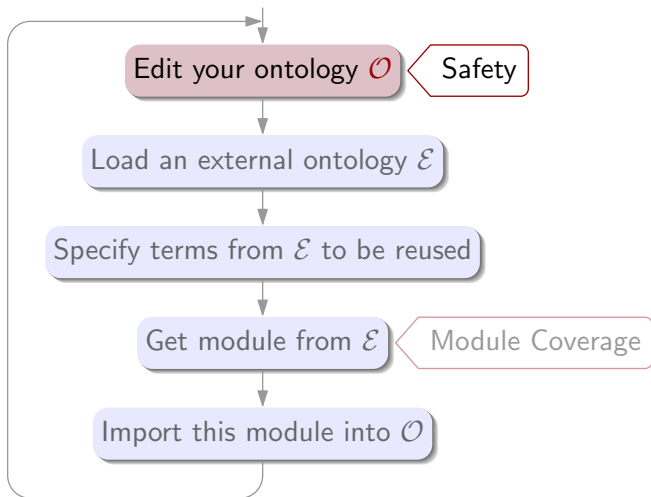 Edit your ontology 𝒪
Safety
Load an external ontology ℰ
Specify terms from ℰ to be reused
Get module from ℰ
Module Coverage
Import this module into 𝒪